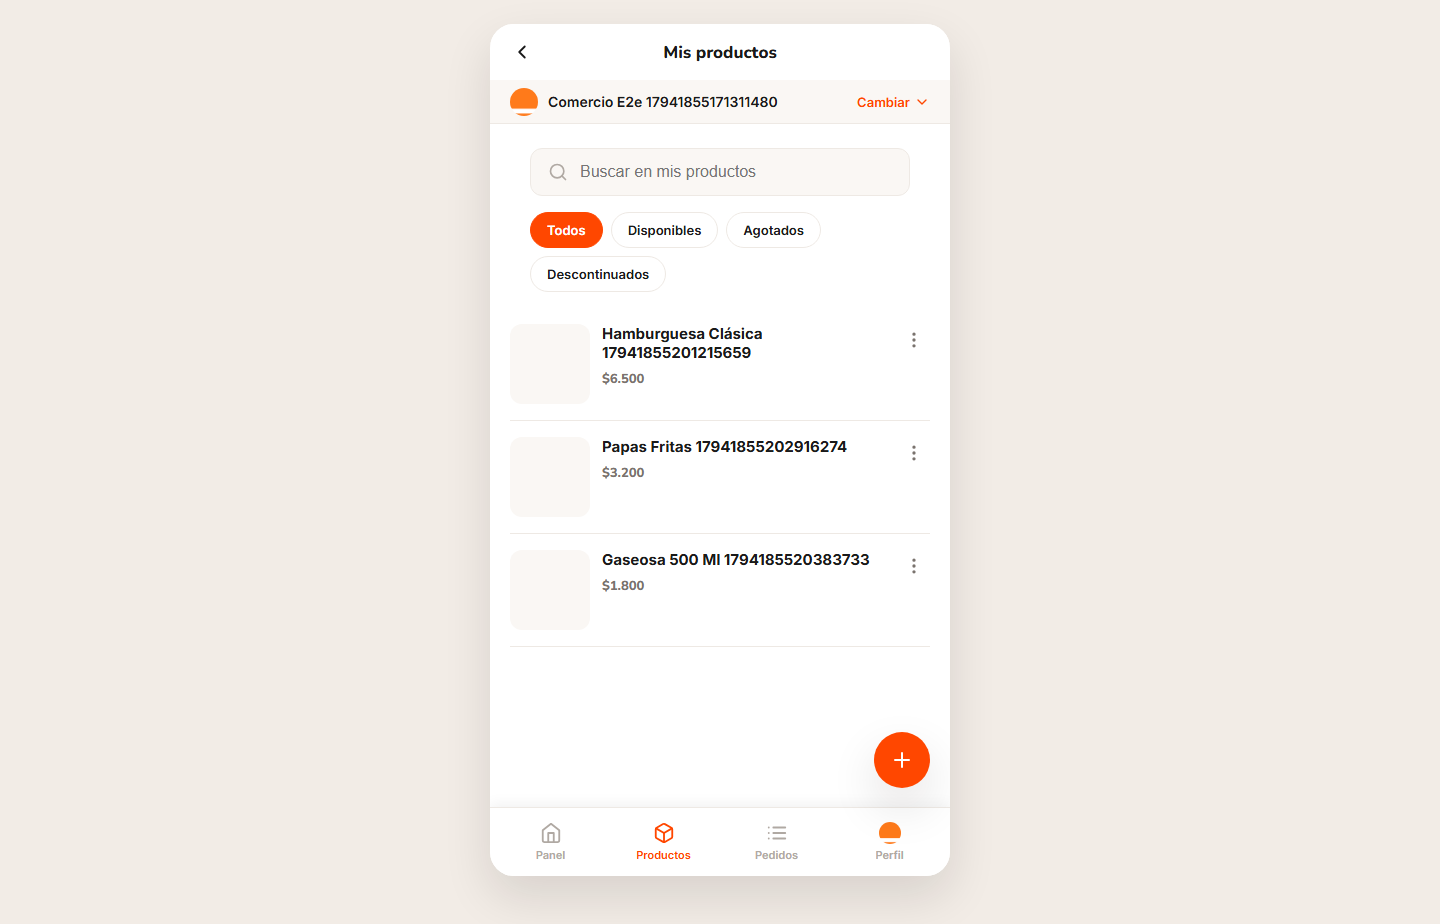 Mis productos
Comercio E2e 17941855171311480
Cambiar
Buscar en mis productos
Todos
Disponibles
Agotados
Descontinuados
Hamburguesa Clásica
17941855201215659
$6.500
Papas Fritas 17941855202916274
$3.200
Gaseosa 500 Ml 1794185520383733
$1.800
Panel
Productos
Pedidos
Perfil